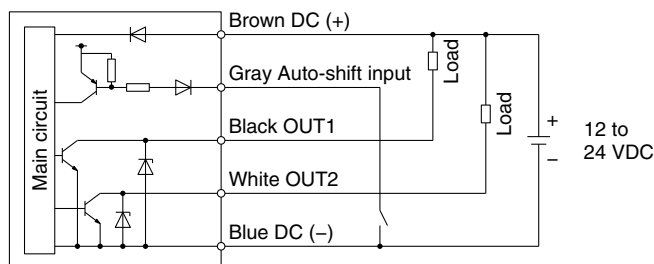 Brown DC (+)
Gray Auto-shift input
Black OUT1
White OUT2
Blue DC (−)
Main circuit
Load
Load
+
−
12 to
24 VDC